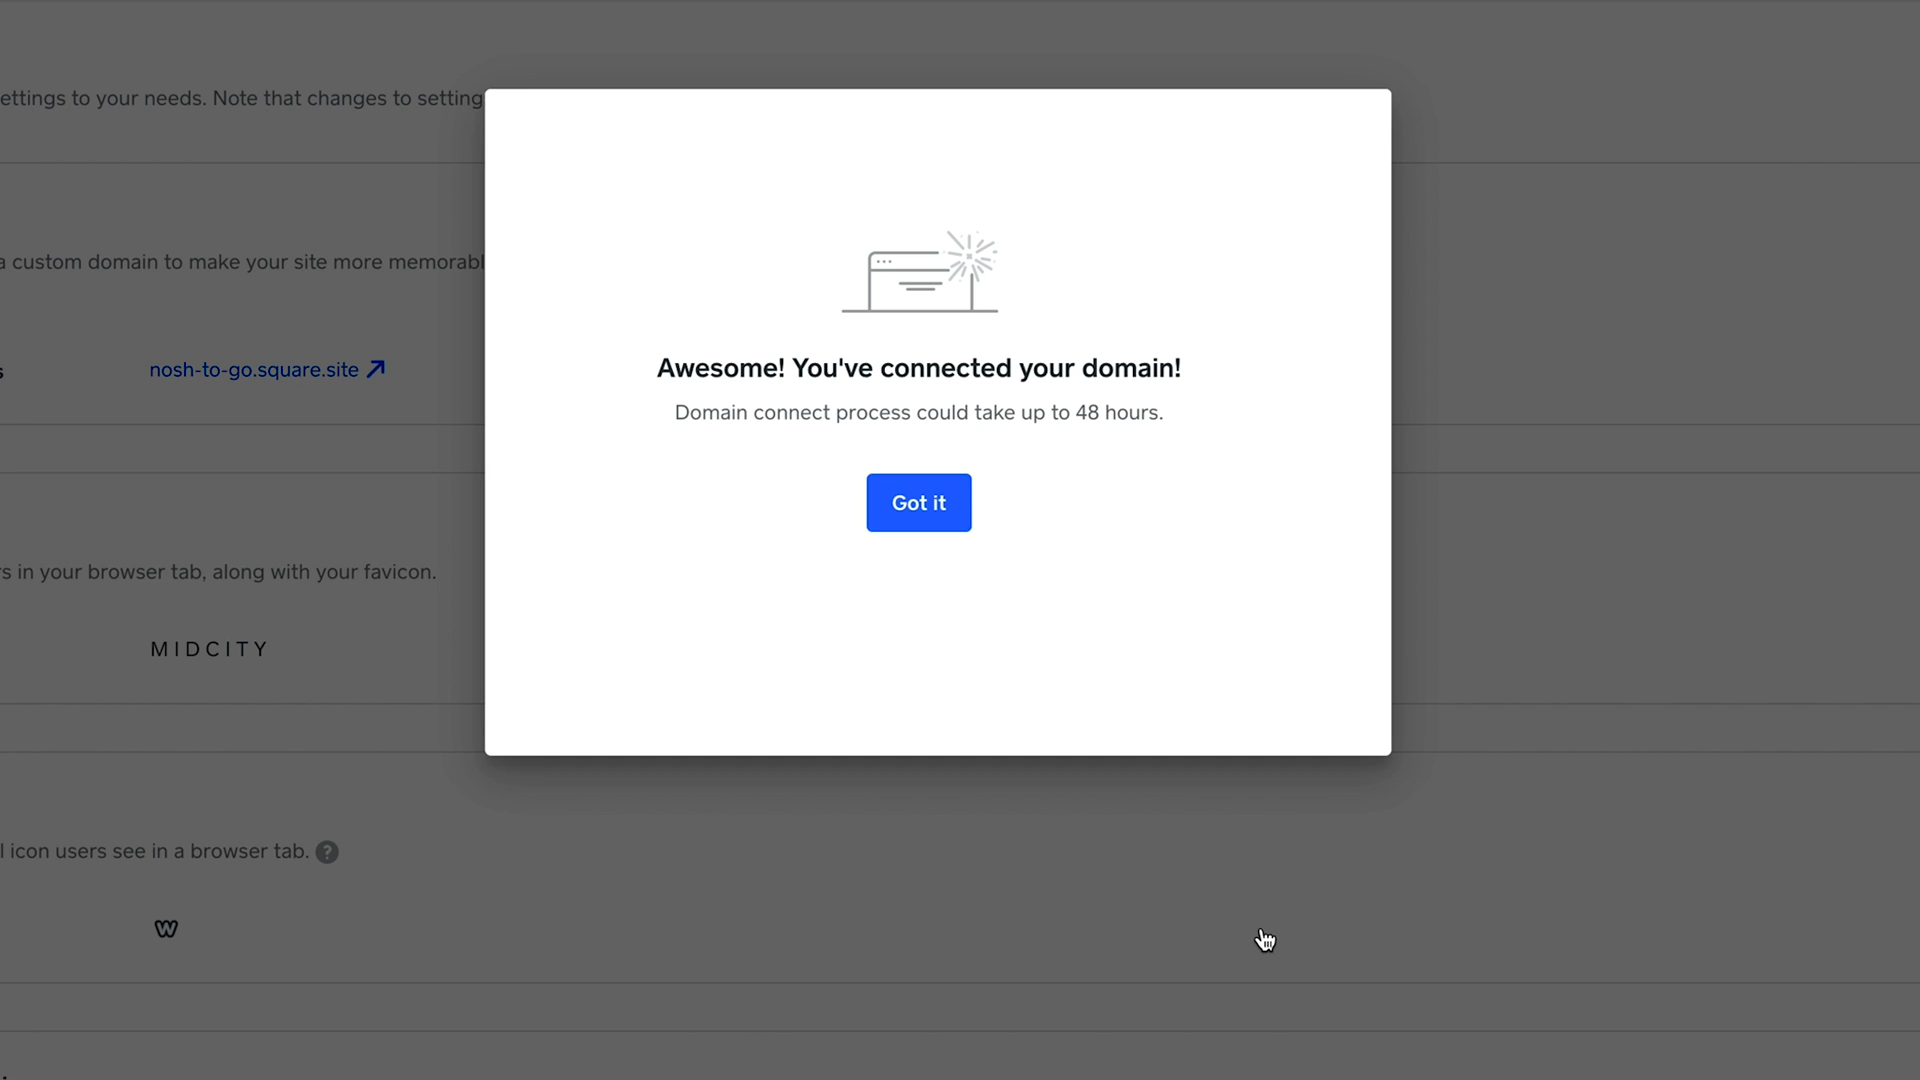 ettings to your needs. Note that changes to setting
a custom domain to make your site more memorabl
s
nosh-to-go.square.site
s in your browser tab, along with your favicon.
MIDCITY
l icon users see in a browser tab. ?
Awesome! You've connected your domain!
Domain connect process could take up to 48 hours.
Got it